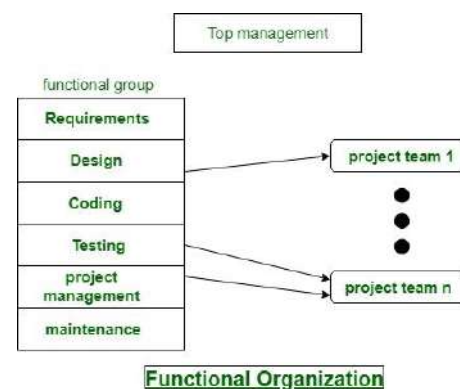 Top management
functional group
Requirements
Design
Coding
Testing
project
management
maintenance
project team 1
project team n
Functional Organization